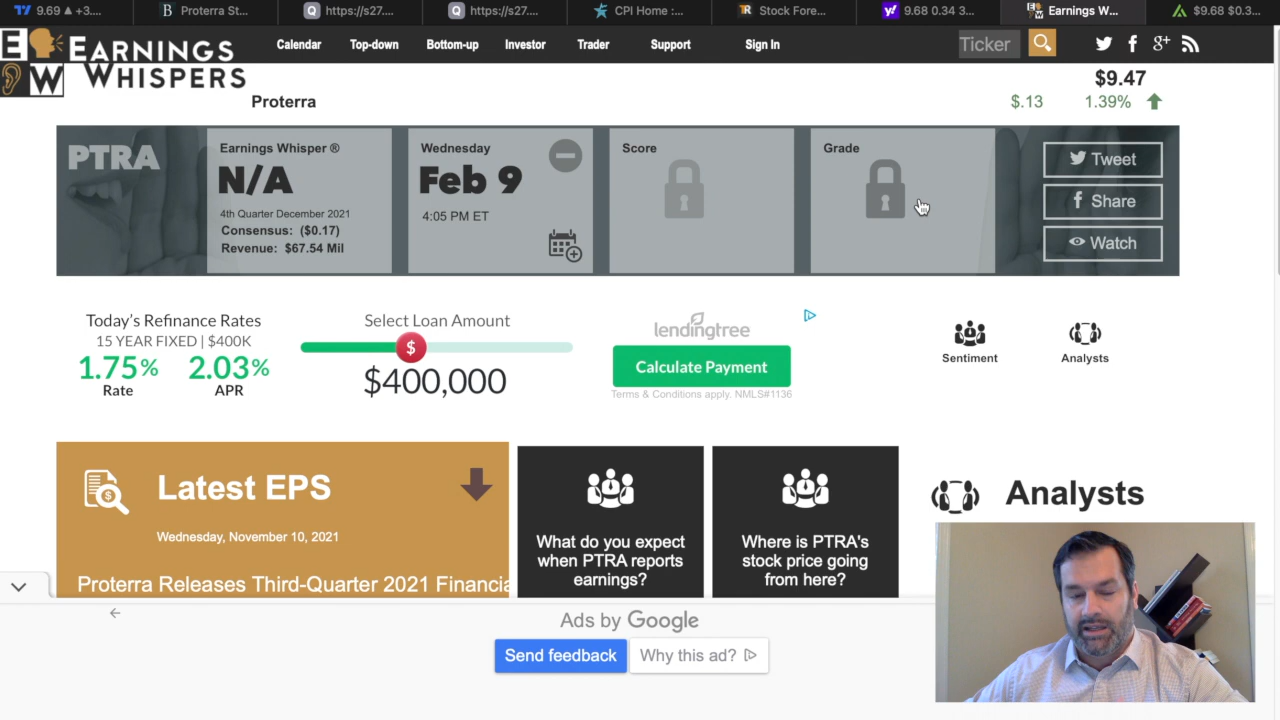 9.69 ▲ +3....
B
Proterra St...
Q
https://s27....
Q
https://s27....
CPI Home :...
TR
Stock Fore...
y!
9.68 0.34 3...
Earnings W...
$9.68 $0.3...
E
W
EARNINGS
WHISPERS
Calendar
Top-down
Bottom-up
Investor
Trader
Support
Sign In
Ticker
Proterra
$9.47
$.13
1.39%
PTRA
Earnings Whisper ®
N/A
4th Quarter December 2021
Consensus: ($0.17)
Revenue: $67.54 Mil
Wednesday
Feb 9
4:05 PM ET
Score
Grade
Tweet
Share
Watch
Today's Refinance Rates
15 YEAR FIXED | $400K
1.75%
Rate
2.03%
APR
Select Loan Amount
$
$400,000
lendingtree
Calculate Payment
Terms & Conditions apply. NMLS#1136
Sentiment
Analysts
Latest EPS
Wednesday, November 10, 2021
Proterra Releases Third-Quarter 2021 Financia
What do you expect
when PTRA reports
earnings?
Where is PTRA's
stock price going
from here?
Analysts
Ads by Google
Send feedback
Why this ad?